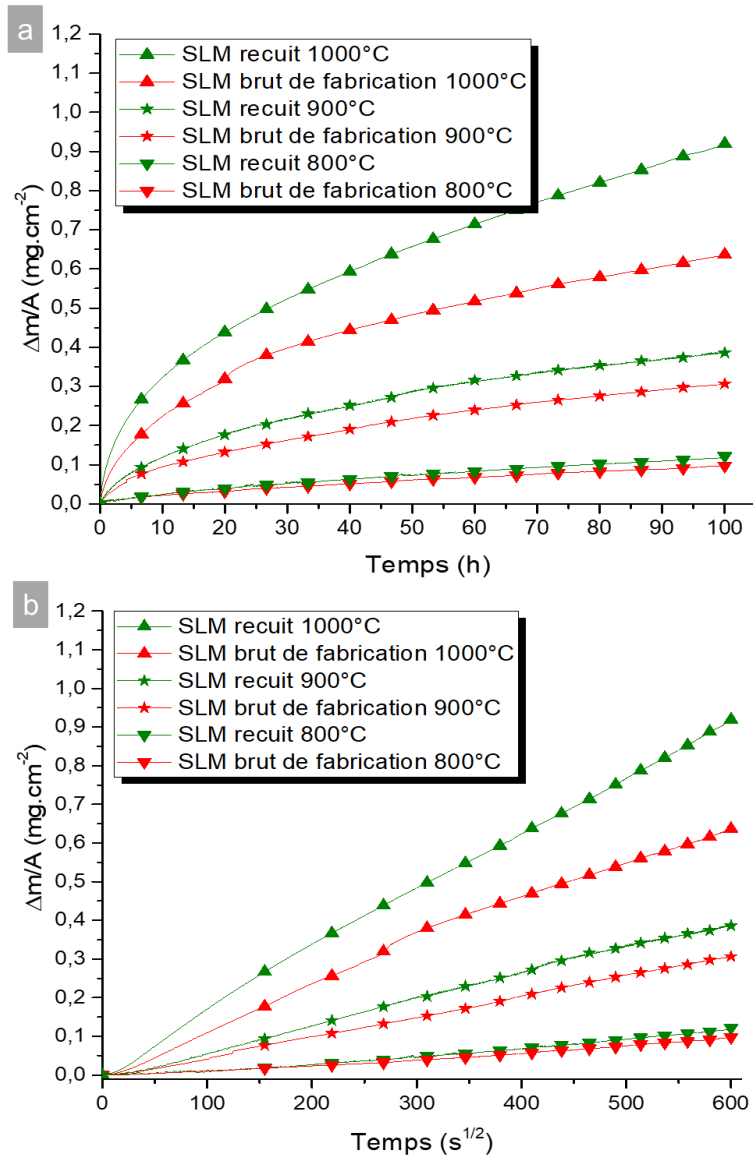 a
1,2
1,1
1,0
0,9
0,8
0,7
0,6
0,5
0,4
0,3
0,2
0,1
0,0
Δm/A (mg.cm⁻²)
SLM recuit 1000°C
SLM brut de fabrication 1000°C
SLM recuit 900°C
SLM brut de fabrication 900°C
SLM recuit 800°C
SLM brut de fabrication 800°C
0 10 20 30 40 50 60 70 80 90 100
Temps (h)
b
1,2
1,1
1,0
0,9
0,8
0,7
0,6
0,5
0,4
0,3
0,2
0,1
0,0
Δm/A (mg.cm⁻²)
SLM recuit 1000°C
SLM brut de fabrication 1000°C
SLM recuit 900°C
SLM brut de fabrication 900°C
SLM recuit 800°C
SLM brut de fabrication 800°C
0 100 200 300 400 500 600
Temps (s¹ᐟ²)